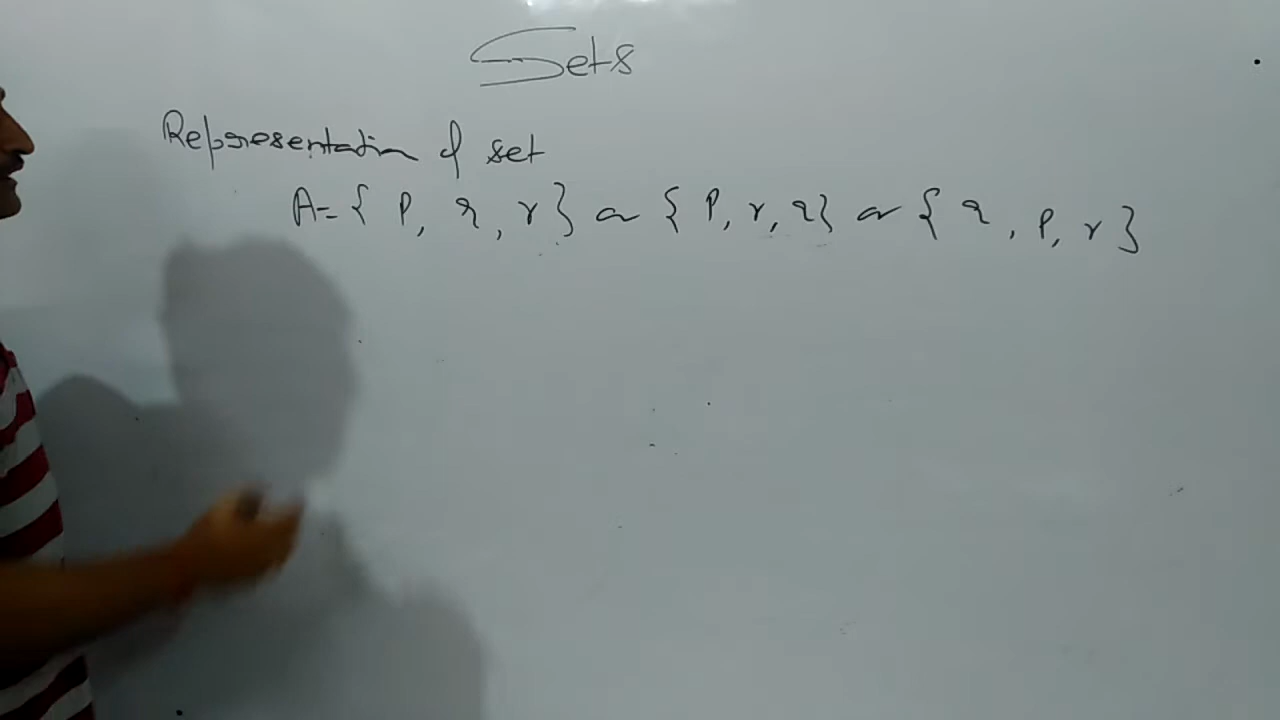 Sets
Representation of set
A = { p, q, r } or { p, r, q } or { q, p, r }